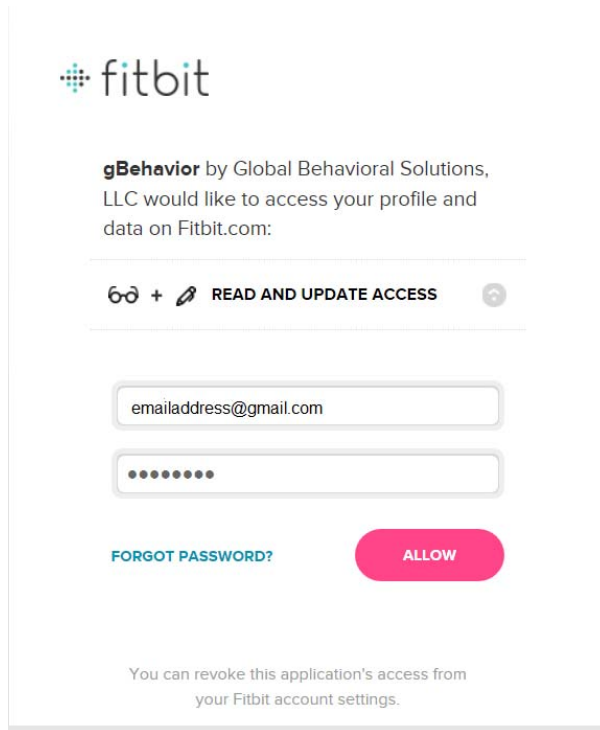 fitbit
gBehavior by Global Behavioral Solutions,
LLC would like to access your profile and
data on Fitbit.com:
+ READ AND UPDATE ACCESS
emailaddress@gmail.com
●●●●●●●●
FORGOT PASSWORD? ALLOW
You can revoke this application's access from
your Fitbit account settings.